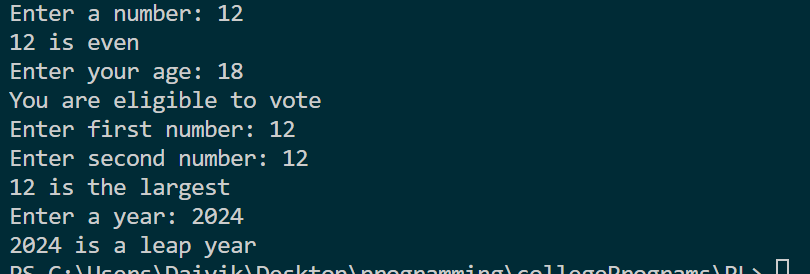 Enter a number: 12
12 is even
Enter your age: 18
You are eligible to vote
Enter first number: 12
Enter second number: 12
12 is the largest
Enter a year: 2024
2024 is a leap year
PS C:\Users\Daivik\Desktop\programming\collegePrograms\PL>